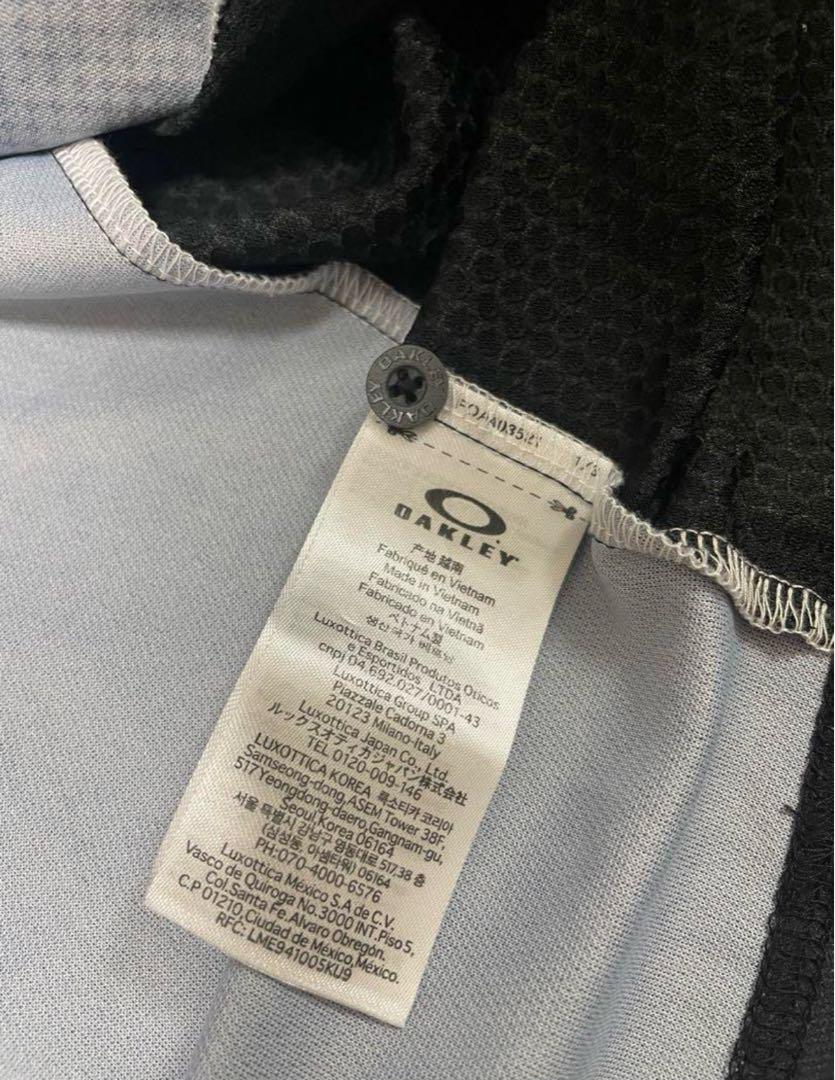 OAKLEY OAKLEY
OAKLEY
产地 越南
Fabriqué en Vietnam
Made in Vietnam
Fabricado na Vietnã
Fabricado en Vietnam
ベトナム製
생산국가 베트남
Luxottica Brasil Produtos Oticos
e Esportidos, LTDA
cnpj 04.692.027/0001-43
Luxottica Group SPA
Piazzale Cadorna 3
20123 Milano-Italy
Luxottica Japan Co., Ltd.
ルックスオティカジャパン株式会社
TEL 0120-009-146
LUXOTTICA KOREA 룩소티카 코리아
Samseong-dong,ASEM Tower 38F,
517Yeongdong-daero,Gangnam-gu,
Seoul,Korea 06164
서울 특별시 강남구 영동대로 517,38 층
(삼성동, 아셈타워) 06164
PH:070-4000-6576
Luxottica México S.A de C.V.
Vasco de Quiroga No.3000 INT.Piso 5,
Col.Santa Fe.Alvaro Obregón.
C.P 01210,Ciudad de México,México.
RFC: LME941005KU9